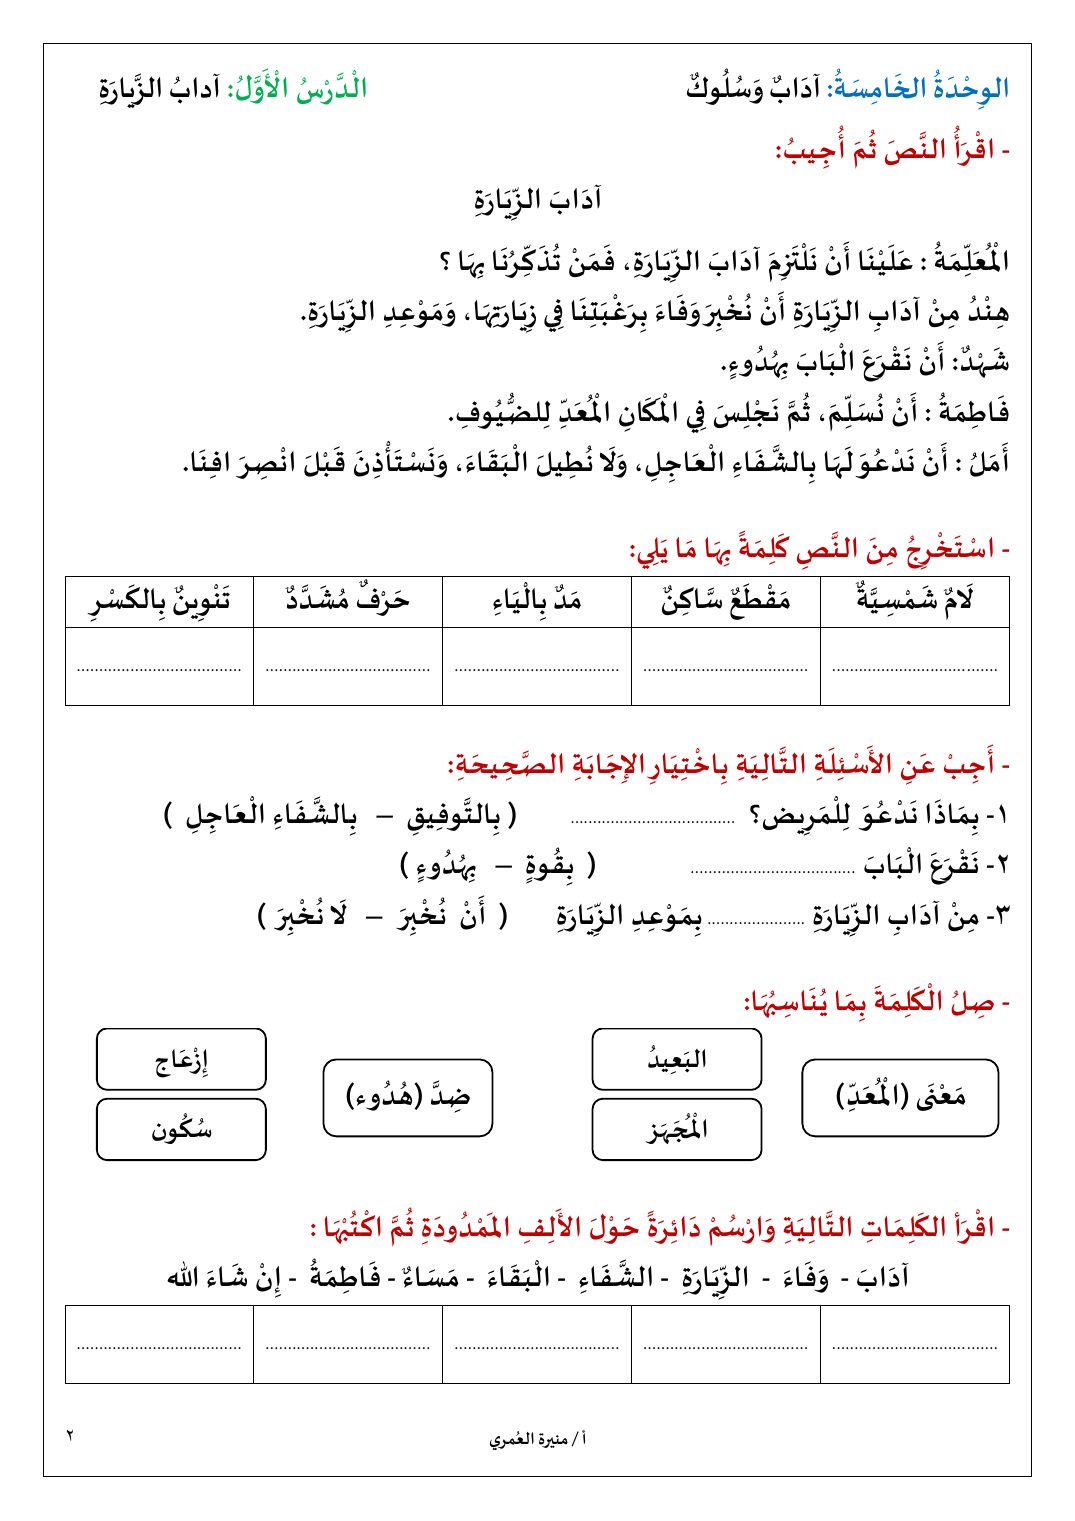 الوِحْدَةُ الخَامِسَةُ: آدَابٌ وَسُلُوكٌ
الْدَّرْسُ الْأَوَّلُ: آدابُ الزَّيارَةِ
- اقْرَأُ النَّصَ ثُمَ أُجِيبُ:
آدَابَ الزِّيَارَةِ
الْمُعَلِّمَةُ : عَلَيْنَا أَنْ نَلْتَزِمَ آدَابَ الزِّيَارَةِ، فَمَنْ تُذَكِّرُنَا بِهَا ؟
هِنْدُ مِنْ آدَابِ الزِّيَارَةِ أَنْ نُخْبِرَ وَفَاءَ بِرَغْبَتِنَا فِي زِيَارَتِهَا، وَمَوْعِدِ الزِّيَارَةِ.
شَهْدٌ: أَنْ نَقْرَعَ الْبَابَ بِهُدُوءٍ.
فَاطِمَةُ : أَنْ نُسَلِّمَ، ثُمَّ نَجْلِسَ فِي الْمَكَانِ الْمُعَدِّ لِلضُّيُوفِ.
أَمَلُ : أَنْ نَدْعُوَ لَهَا بِالشَّفَاءِ الْعَاجِلِ، وَلَا نُطِيلَ الْبَقَاءَ، وَنَسْتَأْذِنَ قَبْلَ انْصِرَ افِنَا.
- اسْتَخْرِجُ مِنَ النَّصِ كَلِمَةً بِهَا مَا يَلِي:
لَامٌ شَمْسِيَّةٌ
مَقْطَعٌ سَّاكِنٌ
مَدٌ بِالْيَاءِ
حَرْفٌ مُشَدَّدٌ
تَنْوِينٌ بِالكَسْرِ
- أَجِبْ عَنِ الأَسْئِلَةِ التَّالِيَةِ بِاخْتِيَارِ الإِجَابَةِ الصَّحِيحَةِ:
١- بِمَاذَا نَدْعُوَ لِلْمَرِيضِ؟ .................... ( بِالتَّوفِيقِ – بِالشَّفَاءِ الْعَاجِلِ )
٢- نَقْرَعَ الْبَابَ .................... ( بِقُوةٍ – بِهُدُوءٍ )
٣- مِنْ آدَابِ الزِّيَارَةِ .................... بِمَوْعِدِ الزِّيَارَةِ ( أَنْ نُخْبِرَ – لَا نُخْبِرَ )
- صِلُ الْكَلِمَةَ بِمَا يُنَاسِبُهَا:
مَعْنَى (الْمُعَدِّ)
البَعِيدُ
الْمُجَهَز
ضِدَّ (هُدُوء)
إِزْعَاج
سُكُون
- اقْرَأ الكَلِمَاتِ التَّالِيَةِ وَارْسُمْ دَائِرَةً حَوْلَ الأَلِفِ المَمْدُودَةِ ثُمَّ اكْتُبْهَا :
آدَابَ - وَفَاءَ - الزِّيَارَةِ - الشَّفَاءِ - الْبَقَاءَ - مَسَاءٌ - فَاطِمَةُ - إِنْ شَاءَ الله
أ / منيرة العُمري
٢